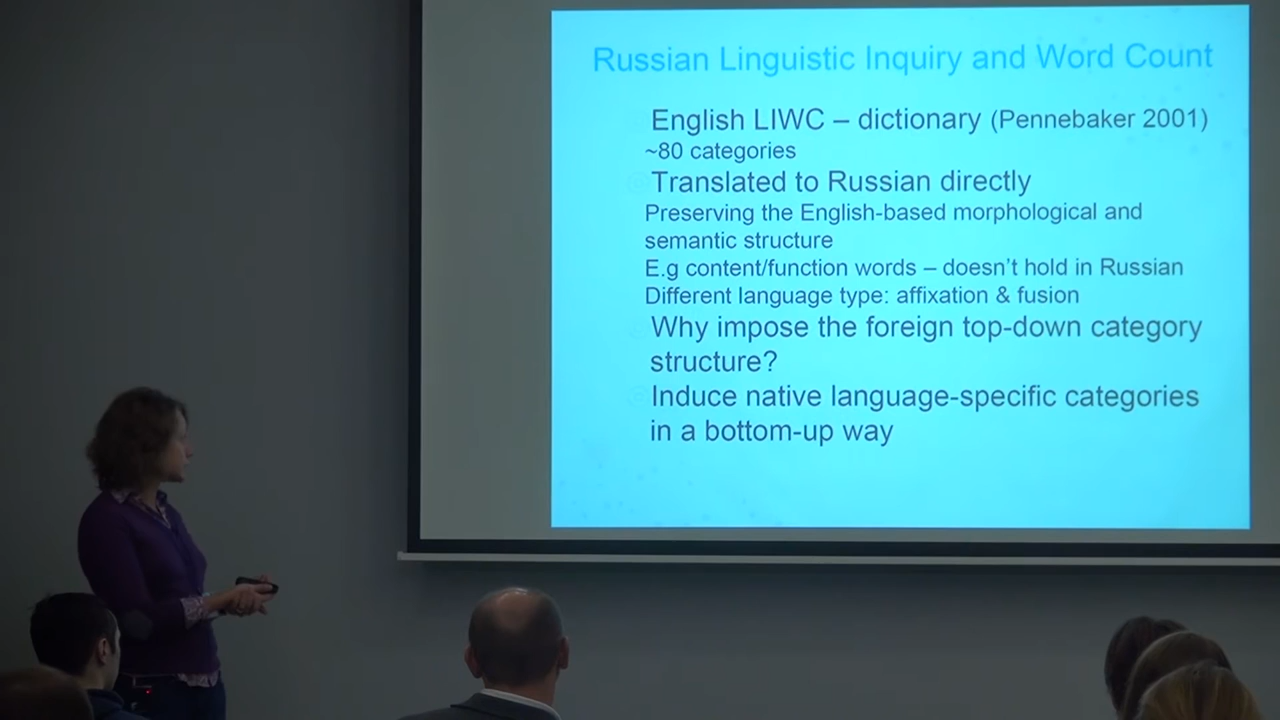 Russian Linguistic Inquiry and Word Count
English LIWC – dictionary (Pennebaker 2001)
~80 categories
Translated to Russian directly
Preserving the English-based morphological and
semantic structure
E.g content/function words – doesn't hold in Russian
Different language type: affixation & fusion
Why impose the foreign top-down category
structure?
Induce native language-specific categories
in a bottom-up way